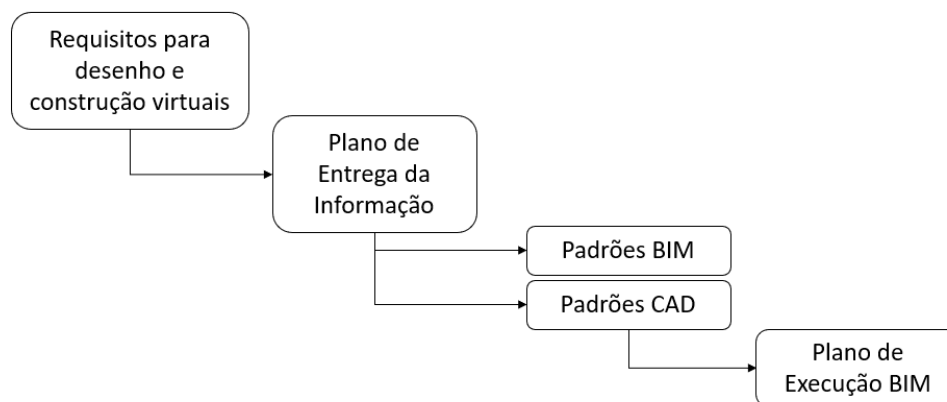 Requisitos para
desenho e
construção virtuais
Plano de
Entrega da
Informação
Padrões BIM
Padrões CAD
Plano de
Execução BIM